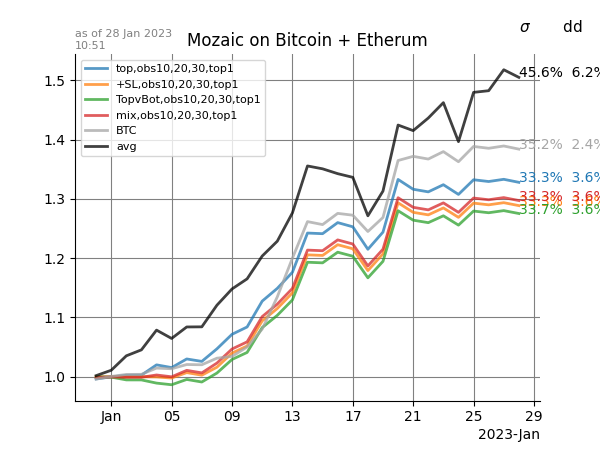 as of 28 Jan 2023
10:51
Mozaic on Bitcoin + Etherum
σ dd
top,obs10,20,30,top1
+SL,obs10,20,30,top1
TopvBot,obs10,20,30,top1
mix,obs10,20,30,top1
BTC
avg
45.6% 6.2%
35.2% 2.4%
33.3% 3.6%
33.3% 3.6%
33.7% 3.6%
1.5
1.4
1.3
1.2
1.1
1.0
Jan 05 09 13 17 21 25 29
2023-Jan